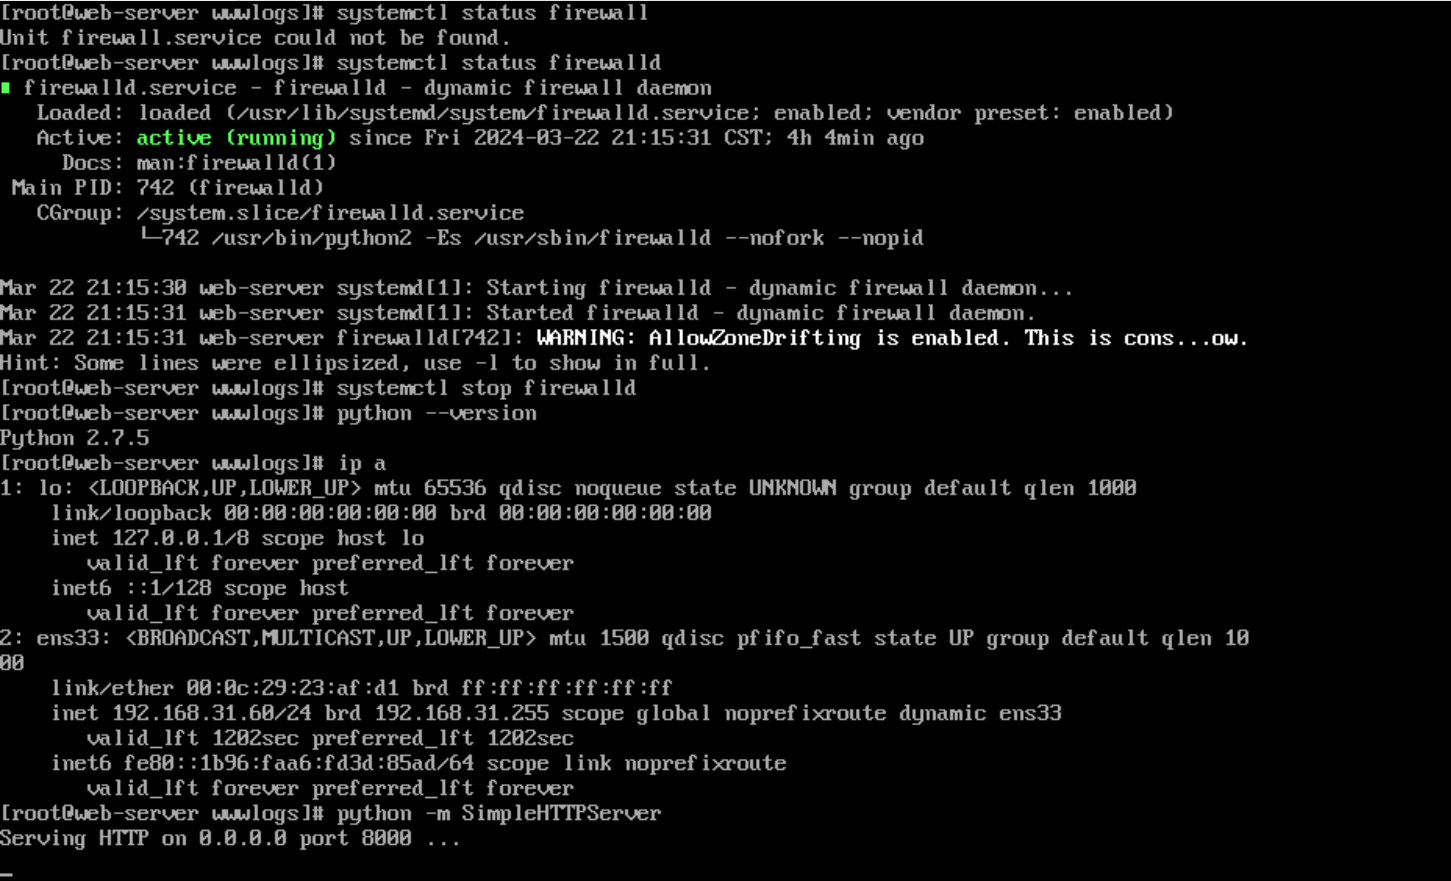 [root@web-server wwwlogs]# systemctl status firewall
Unit firewall.service could not be found.
[root@web-server wwwlogs]# systemctl status firewalld
firewalld.service - firewalld - dynamic firewall daemon
Loaded: loaded (/usr/lib/systemd/system/firewalld.service; enabled; vendor preset: enabled)
Active: active (running) since Fri 2024-03-22 21:15:31 CST; 4h 4min ago
Docs: man:firewalld(1)
Main PID: 742 (firewalld)
CGroup: /system.slice/firewalld.service
└─742 /usr/bin/python2 -Es /usr/sbin/firewalld --nofork --nopid
Mar 22 21:15:30 web-server systemd[1]: Starting firewalld - dynamic firewall daemon...
Mar 22 21:15:31 web-server systemd[1]: Started firewalld - dynamic firewall daemon.
Mar 22 21:15:31 web-server firewalld[742]: WARNING: AllowZoneDrifting is enabled. This is cons...ow.
Hint: Some lines were ellipsized, use -l to show in full.
[root@web-server wwwlogs]# systemctl stop firewalld
[root@web-server wwwlogs]# python --version
Python 2.7.5
[root@web-server wwwlogs]# ip a
1: lo: <LOOPBACK,UP,LOWER_UP> mtu 65536 qdisc noqueue state UNKNOWN group default qlen 1000
link/loopback 00:00:00:00:00:00 brd 00:00:00:00:00:00
inet 127.0.0.1/8 scope host lo
valid_lft forever preferred_lft forever
inet6 ::1/128 scope host
valid_lft forever preferred_lft forever
2: ens33: <BROADCAST,MULTICAST,UP,LOWER_UP> mtu 1500 qdisc pfifo_fast state UP group default qlen 10
00
link/ether 00:0c:29:23:af:d1 brd ff:ff:ff:ff:ff:ff
inet 192.168.31.60/24 brd 192.168.31.255 scope global noprefixroute dynamic ens33
valid_lft 1202sec preferred_lft 1202sec
inet6 fe80::1b96:faa6:fd3d:85ad/64 scope link noprefixroute
valid_lft forever preferred_lft forever
[root@web-server wwwlogs]# python -m SimpleHTTPServer
Serving HTTP on 0.0.0.0 port 8000 ...